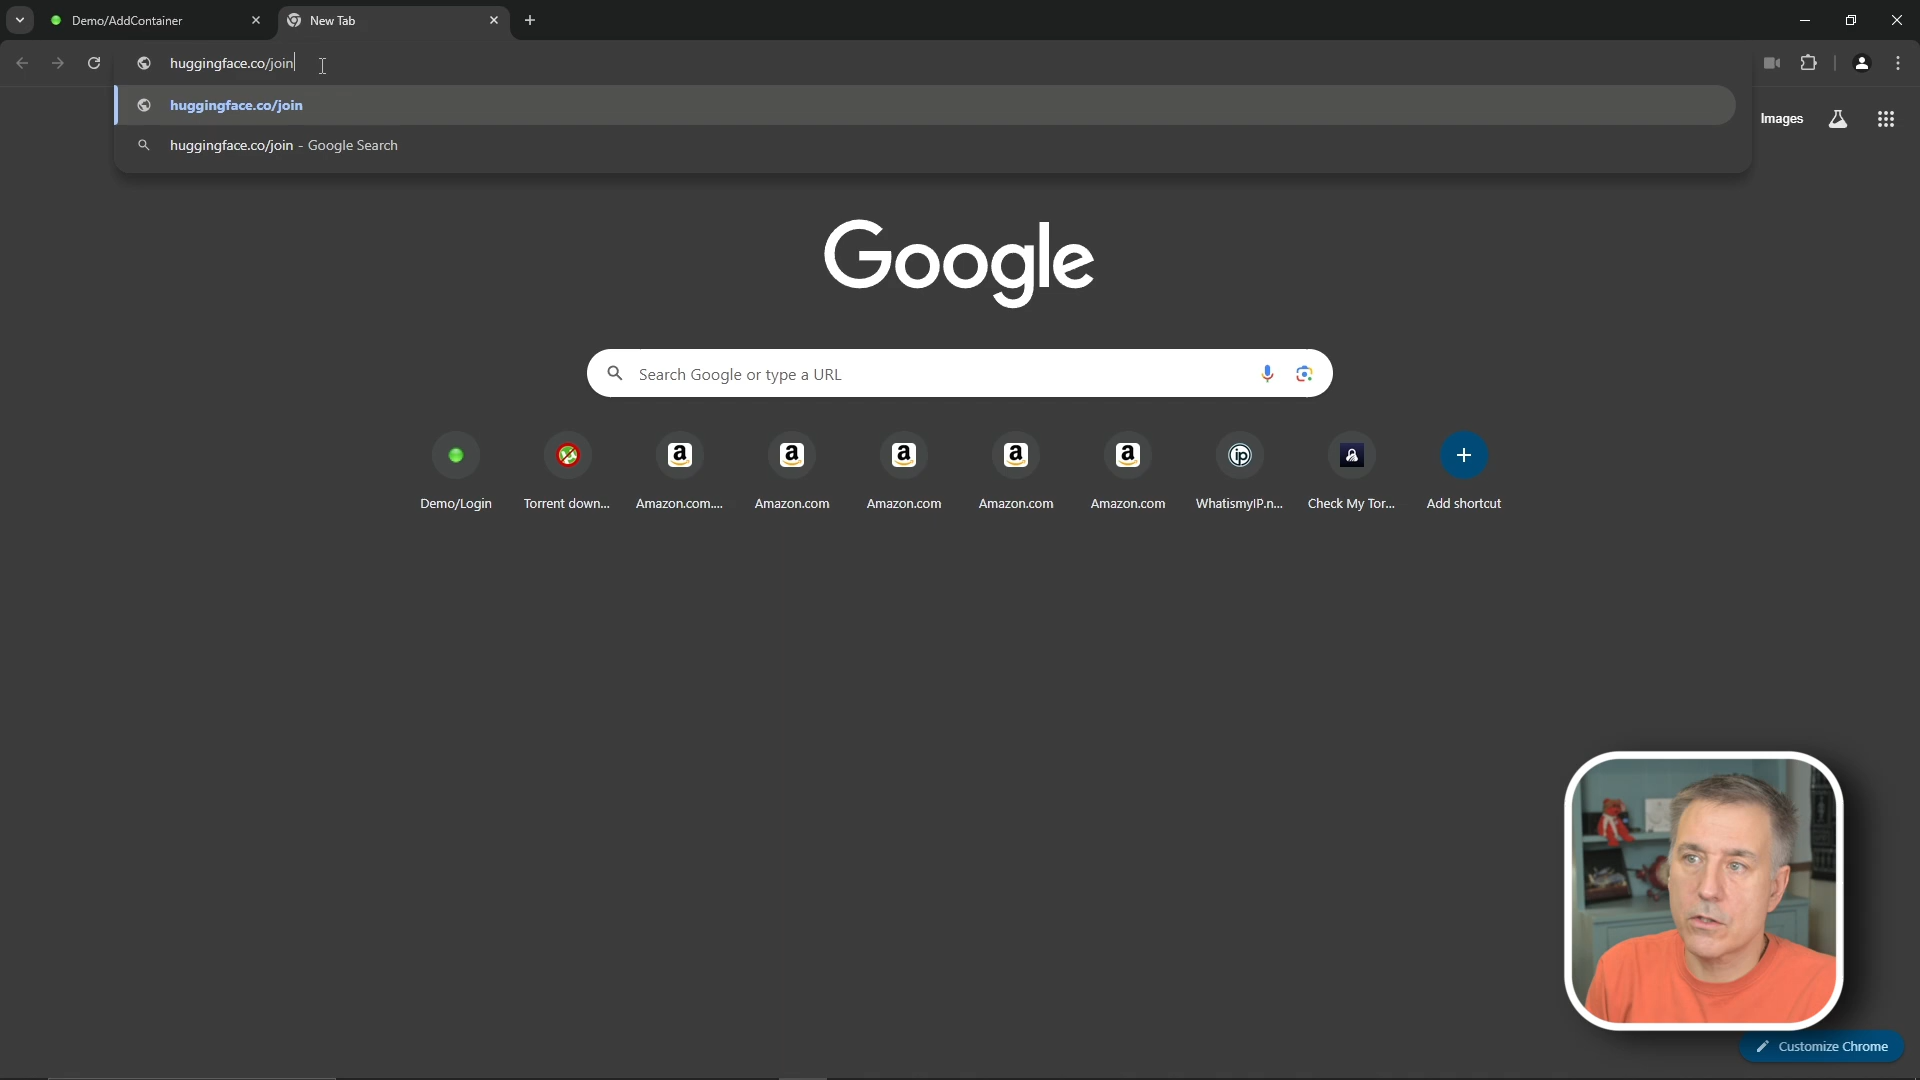 Demo/AddContainer
New Tab
huggingface.co/join
huggingface.co/join
huggingface.co/join - Google Search
Images
Google
Search Google or type a URL
Demo/Login
Torrent down...
Amazon.com....
Amazon.com
Amazon.com
Amazon.com
Amazon.com
WhatismyIP.n...
Check My Tor...
Add shortcut
Customize Chrome